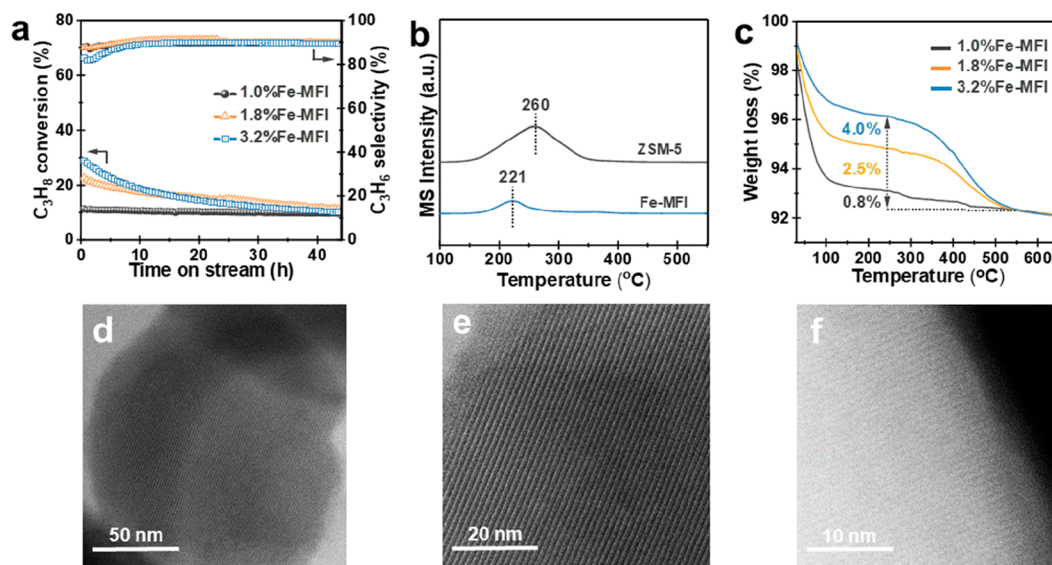 a
C₃H₈ conversion (%)
80
60
40
20
0
100
80
60
40
20
0
C₃H₆ selectivity (%)
1.0%Fe-MFI
1.8%Fe-MFI
3.2%Fe-MFI
0
10
20
30
40
Time on stream (h)
b
MS Intensity (a.u.)
260
ZSM-5
221
Fe-MFI
100
200
300
400
500
Temperature (°C)
c
Weight loss (%)
98
96
94
92
1.0%Fe-MFI
1.8%Fe-MFI
3.2%Fe-MFI
4.0%
2.5%
0.8%
100
200
300
400
500
600
Temperature (°C)
d
50 nm
e
20 nm
f
10 nm